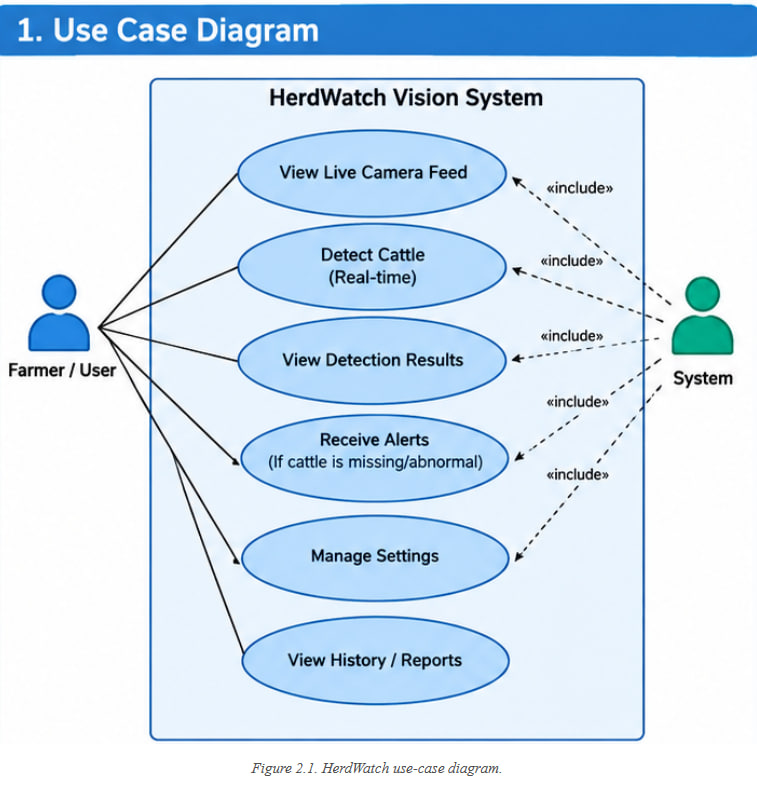 1. Use Case Diagram
HerdWatch Vision System
View Live Camera Feed
«include»
Detect Cattle
(Real-time)
«include»
View Detection Results
«include»
Farmer / User
System
«include»
Receive Alerts
(If cattle is missing/abnormal)
«include»
Manage Settings
View History / Reports
Figure 2.1. HerdWatch use-case diagram.